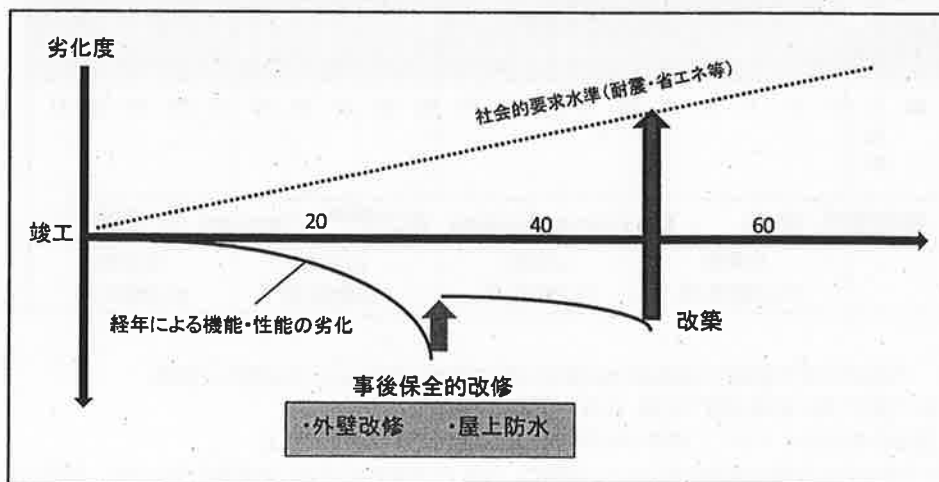 劣化度
社会的要求水準(耐震・省エネ等)
竣工
20
40
60
経年による機能・性能の劣化
改築
事後保全的改修
・外壁改修 ・屋上防水